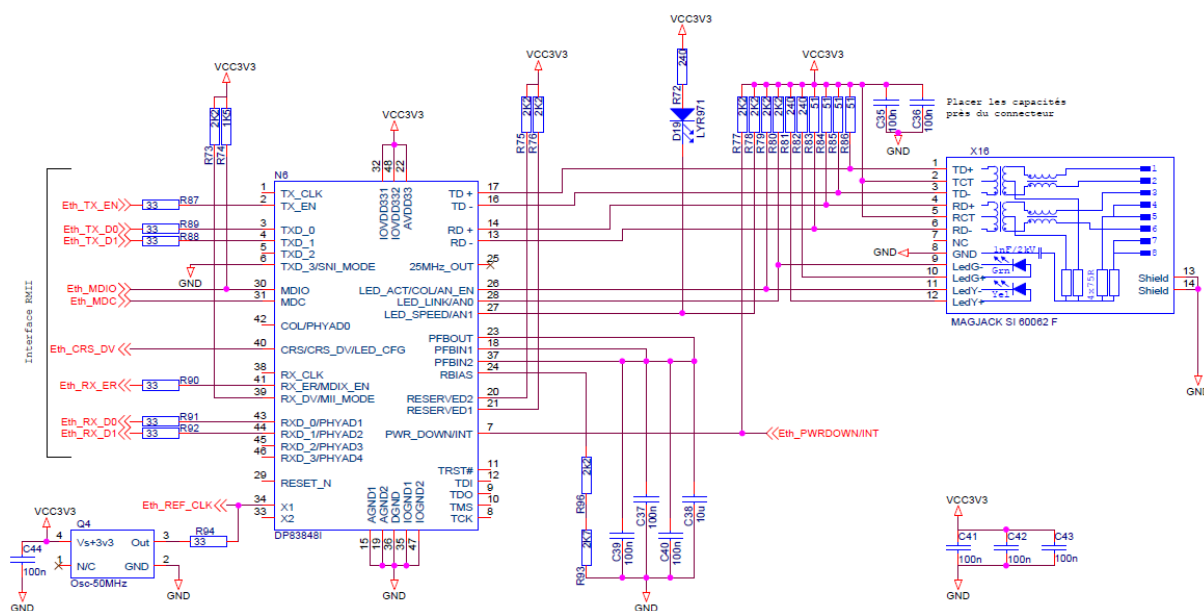 VCC3V3
VCC3V3
VCC3V3
VCC3V3
VCC3V3
R73 2K2
R74 1K5
R75 2K2
R76 2K2
R72 240
D19 LYR971
R77 2K2
R78 2K2
R79 2K2
R80 2K2
R81 240
R82 240
R83 51
R84 51
R85 51
R86 51
C35 100n
C36 100n
GND
Placer les capacités
près du connecteur
Interface RMII
Eth_TX_EN 33 R87
Eth_TX_D0 33 R89
Eth_TX_D1 33 R88
GND
Eth_MDIO
Eth_MDC
Eth_CRS_DV
Eth_RX_ER 33 R90
Eth_RX_D0 33 R91
Eth_RX_D1 33 R92
Eth_REF_CLK
N6
32 IOVDD331
48 IOVDD332
22 AVDD33
1 TX_CLK
2 TX_EN
3 TXD_0
4 TXD_1
5 TXD_2
6 TXD_3/SNI_MODE
30 MDIO
31 MDC
42 COL/PHYAD0
40 CRS/CRS_DV/LED_CFG
38 RX_CLK
41 RX_ER/MDIX_EN
39 RX_DV/MII_MODE
43 RXD_0/PHYAD1
44 RXD_1/PHYAD2
45 RXD_2/PHYAD3
46 RXD_3/PHYAD4
29 RESET_N
34 X1
33 X2
TD + 17
TD - 16
RD + 14
RD - 13
25MHz_OUT 25
LED_ACT/COL/AN_EN 26
LED_LINK/AN0 28
LED_SPEED/AN1 27
PFBOUT 23
PFBIN1 18
PFBIN2 37
RBIAS 24
RESERVED2 20
RESERVED1 21
PWR_DOWN/INT 7
TRST# 11
TDI 12
TDO 9
TMS 10
TCK 8
AGND1 15
AGND2 19
DGND 36
IOGND1 35
IOGND2 47
DP83848I
GND
Eth_PWRDOWN/INT
R96 2K2
R93 2K7
C39 100n
C37 100n
C40 100n
C38 10u
GND
X16
1 TD+
2 TCT
3 TD-
4 RD+
5 RCT
6 RD-
7 NC
GND 8 GND
9 LedG-
10 LedG+
11 LedY-
12 LedY+
1nF/2kV
Grn
Yel
4x75R
1
2
3
4
5
6
7
8
Shield 13
Shield 14
MAGJACK SI 60062 F
GND
VCC3V3
C44
100n
GND
Q4
4 Vs+3v3 Out 3
1 N/C GND 2
Osc-50MHz
R94
33
GND
VCC3V3
C41 100n
C42 100n
C43 100n
GND